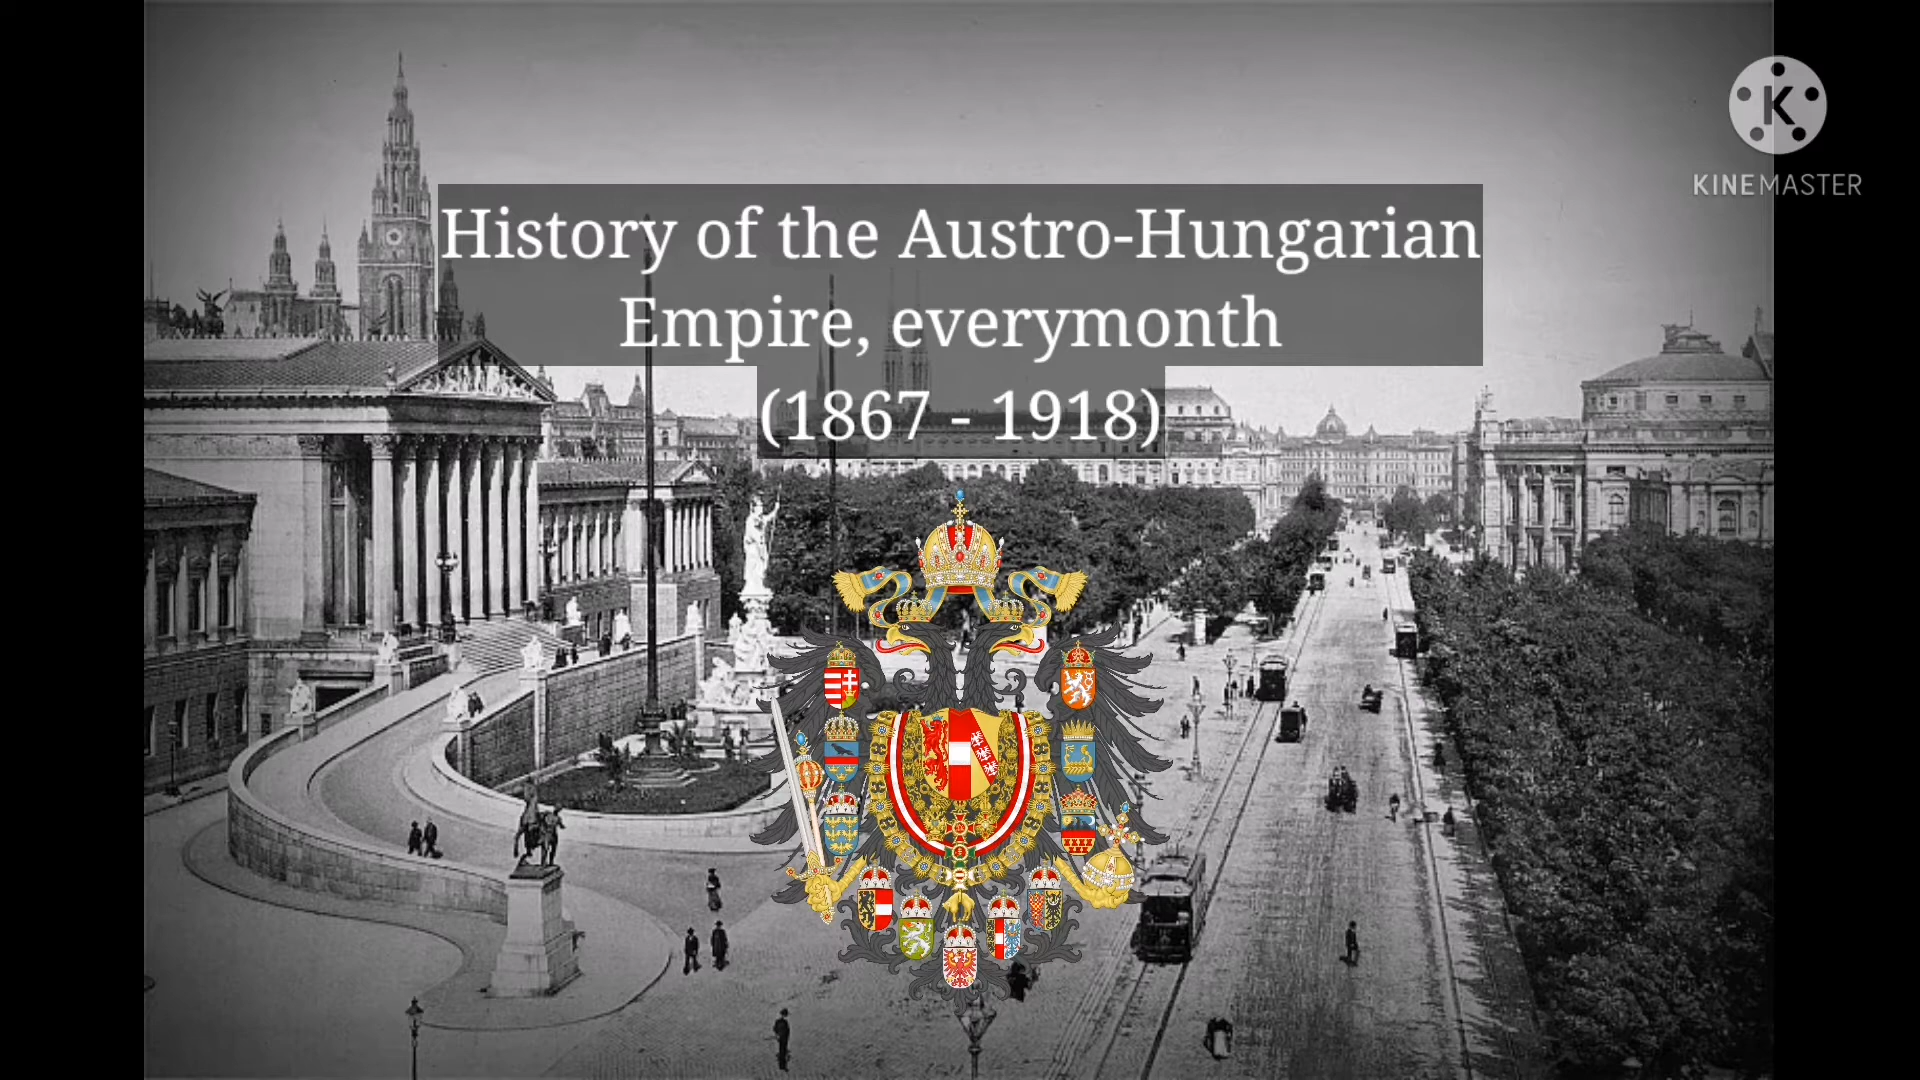 History of the Austro-Hungarian
Empire, everymonth
(1867 - 1918)
K
KINEMASTER